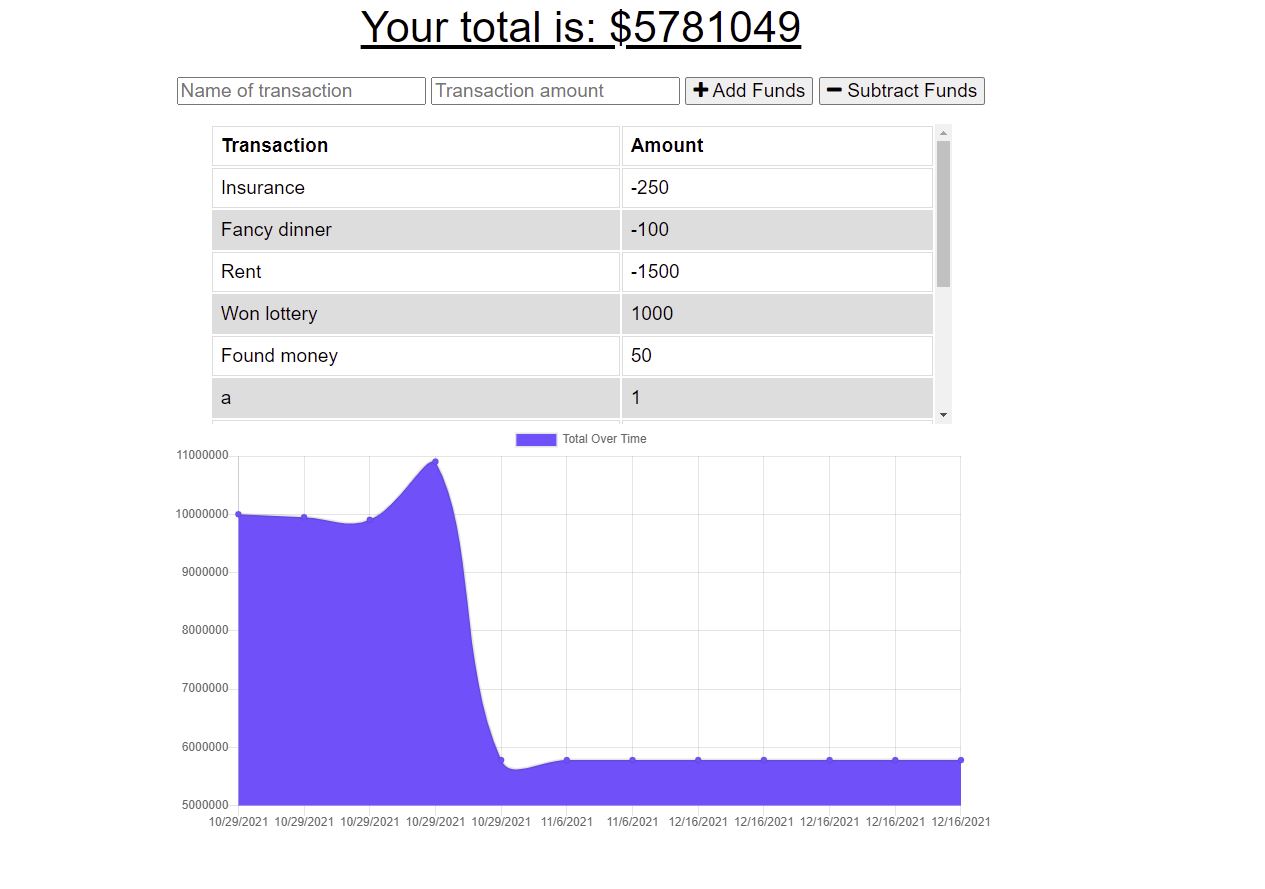 Your total is: $5781049
Name of transaction Transaction amount + Add Funds − Subtract Funds
Transaction Amount
Insurance -250
Fancy dinner -100
Rent -1500
Won lottery 1000
Found money 50
a 1
Total Over Time
11000000
10000000
9000000
8000000
7000000
6000000
5000000
10/29/2021 10/29/2021 10/29/2021 10/29/2021 10/29/2021 11/6/2021 11/6/2021 12/16/2021 12/16/2021 12/16/2021 12/16/2021 12/16/2021